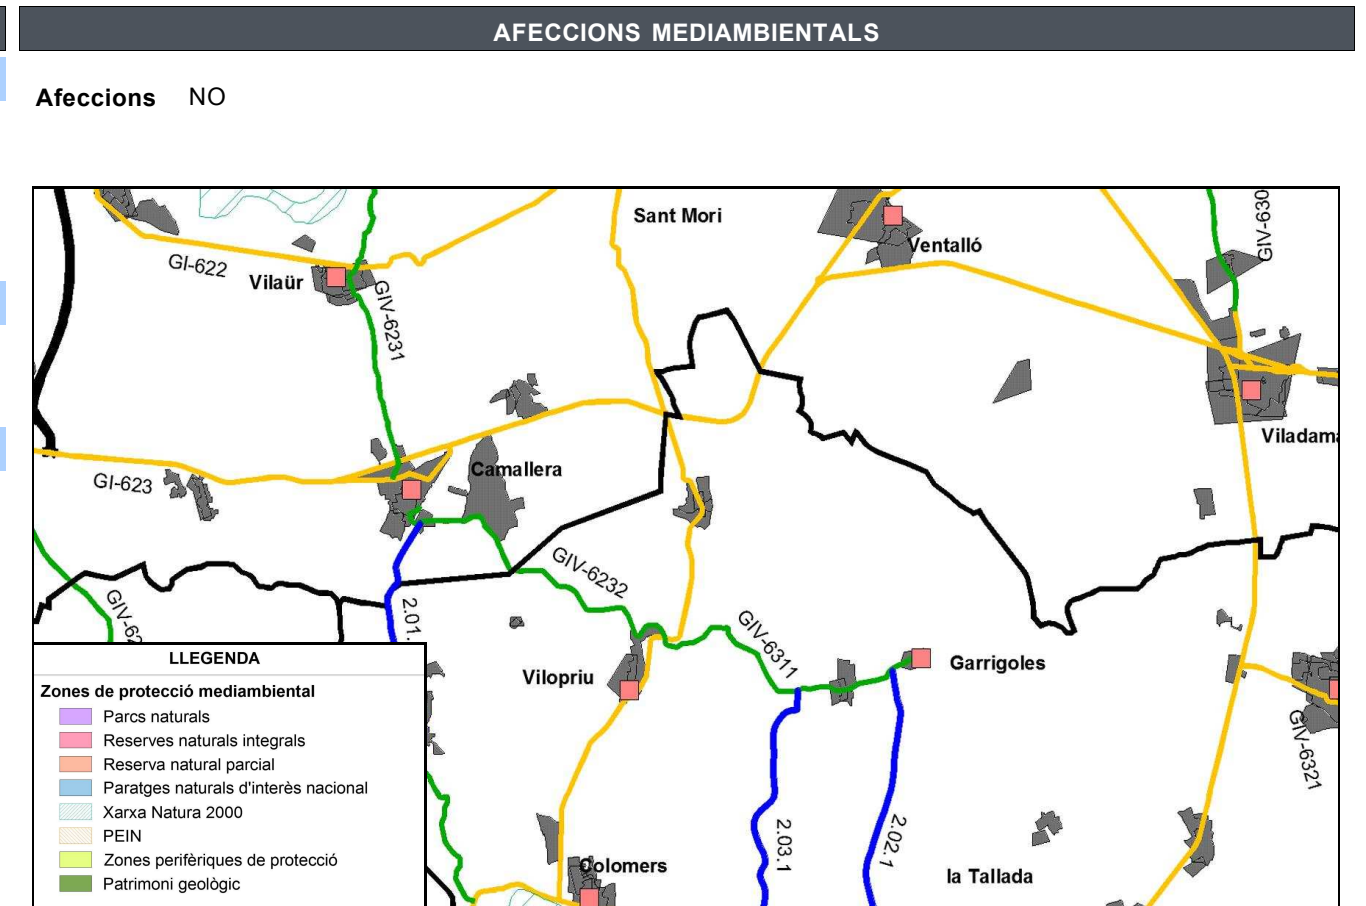 AFECCIONS MEDIAMBIENTALS
Afeccions NO
Sant Mori
Ventalló
GIV-630
GI-622
Vilaür
GIV-6231
Viladama
Camallera
GI-623
GIV-6232
GIV-62
2.01.
GIV-6311
Vilopriu
Garrigoles
GIV-6321
2.03.1
2.02.1
Colomers
la Tallada
LLEGENDA
Zones de protecció mediambiental
Parcs naturals
Reserves naturals integrals
Reserva natural parcial
Paratges naturals d'interès nacional
Xarxa Natura 2000
PEIN
Zones perifèriques de protecció
Patrimoni geològic